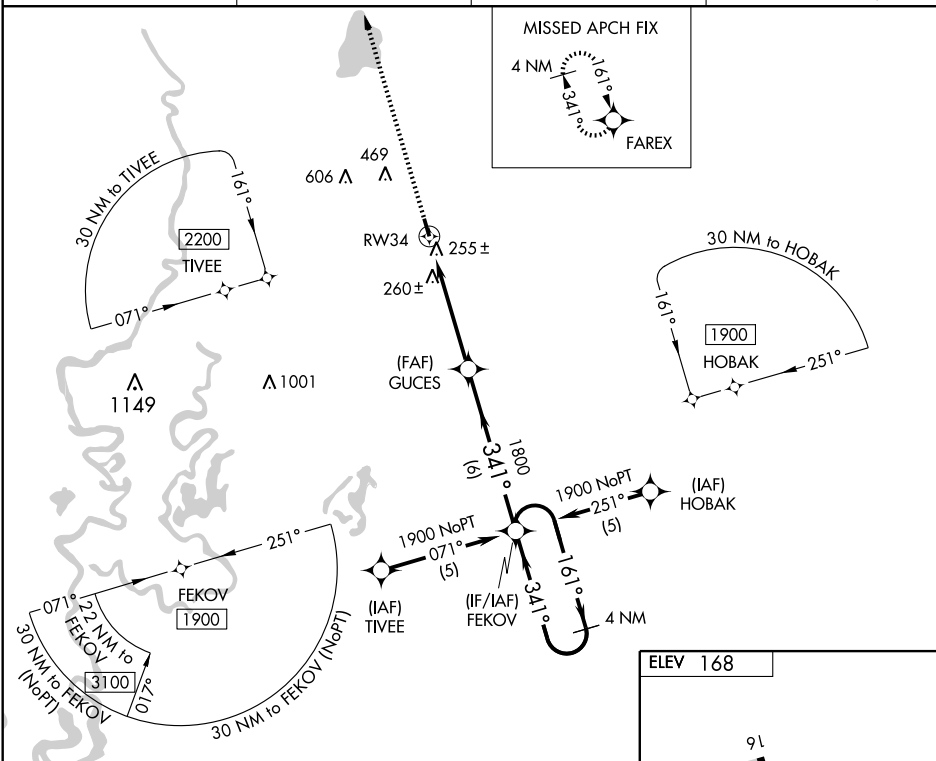 MISSED APCH FIX
4 NM
161°
341°
FAREX
30 NM to TIVEE
161°
2200
TIVEE
071°
606
469
RW34
255±
260±
30 NM to HOBAK
161°
1900
HOBAK
251°
(FAF)
GUCES
1149
1001
341°
1800
(6)
1900 NoPT
251°
(5)
(IAF)
HOBAK
1900 NoPT
071°
(5)
(IAF)
TIVEE
(IF/IAF)
FEKOV
341°
161°
4 NM
251°
071°
FEKOV
1900
22 NM to
FEKOV
3100
017°
30 NM to FEKOV
(NoPT)
30 NM to FEKOV (NoPT)
ELEV 168
16